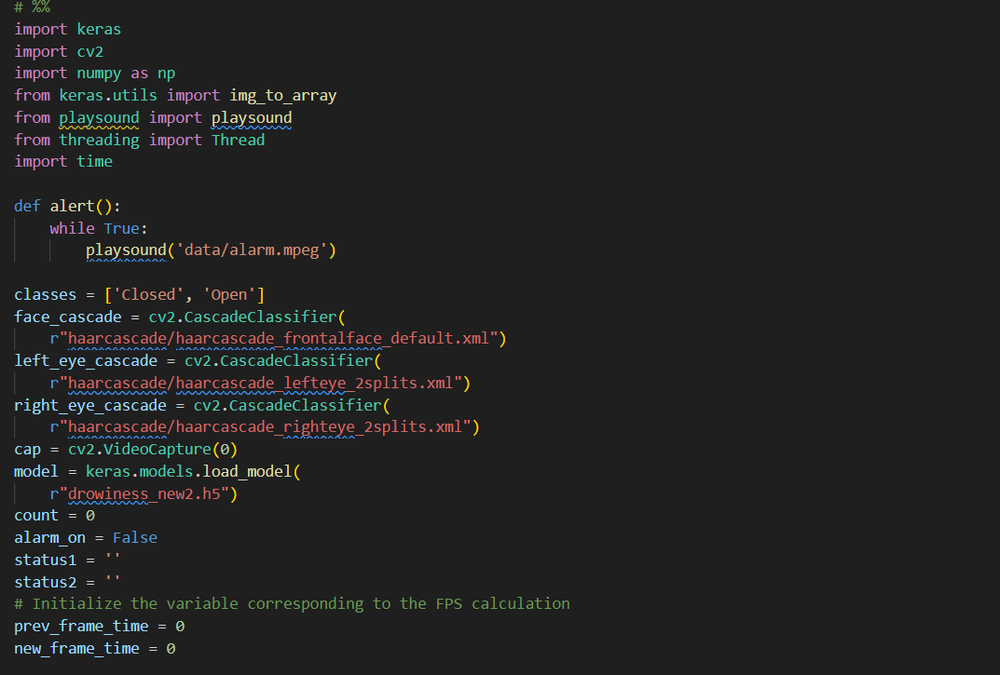 # %%
import keras
import cv2
import numpy as np
from keras.utils import img_to_array
from playsound import playsound
from threading import Thread
import time
def alert():
    while True:
        playsound('data/alarm.mpeg')
classes = ['Closed', 'Open']
face_cascade = cv2.CascadeClassifier(
    r"haarcascade/haarcascade_frontalface_default.xml")
left_eye_cascade = cv2.CascadeClassifier(
    r"haarcascade/haarcascade_lefteye_2splits.xml")
right_eye_cascade = cv2.CascadeClassifier(
    r"haarcascade/haarcascade_righteye_2splits.xml")
cap = cv2.VideoCapture(0)
model = keras.models.load_model(
    r"drowiness_new2.h5")
count = 0
alarm_on = False
status1 = ''
status2 = ''
# Initialize the variable corresponding to the FPS calculation
prev_frame_time = 0
new_frame_time = 0